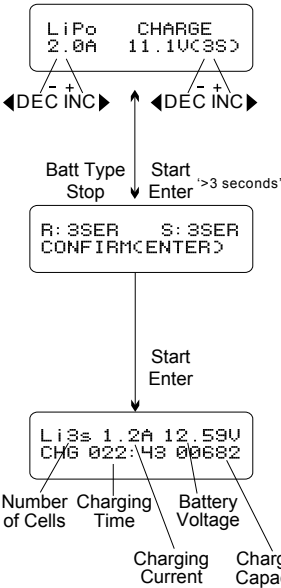 LiPo CHARGE
2.0A 11.1V(3S)
- +
- +
◀DEC INC▶
◀DEC INC▶
Batt Type
Stop
Start
Enter
'>3 seconds'
R:3SER S:3SER
CONFIRM(ENTER)
Start
Enter
Li3s 1.2A 12.59V
CHG 022:43 00682
Number
of Cells
Charging
Time
Battery
Voltage
Charging
Current